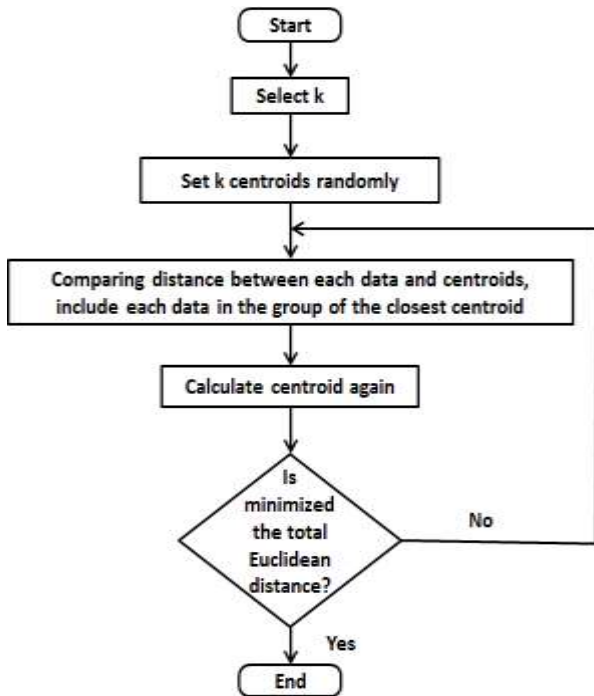 Start
Select k
Set k centroids randomly
Comparing distance between each data and centroids,
include each data in the group of the closest centroid
Calculate centroid again
Is
minimized
the total
Euclidean
distance?
No
Yes
End